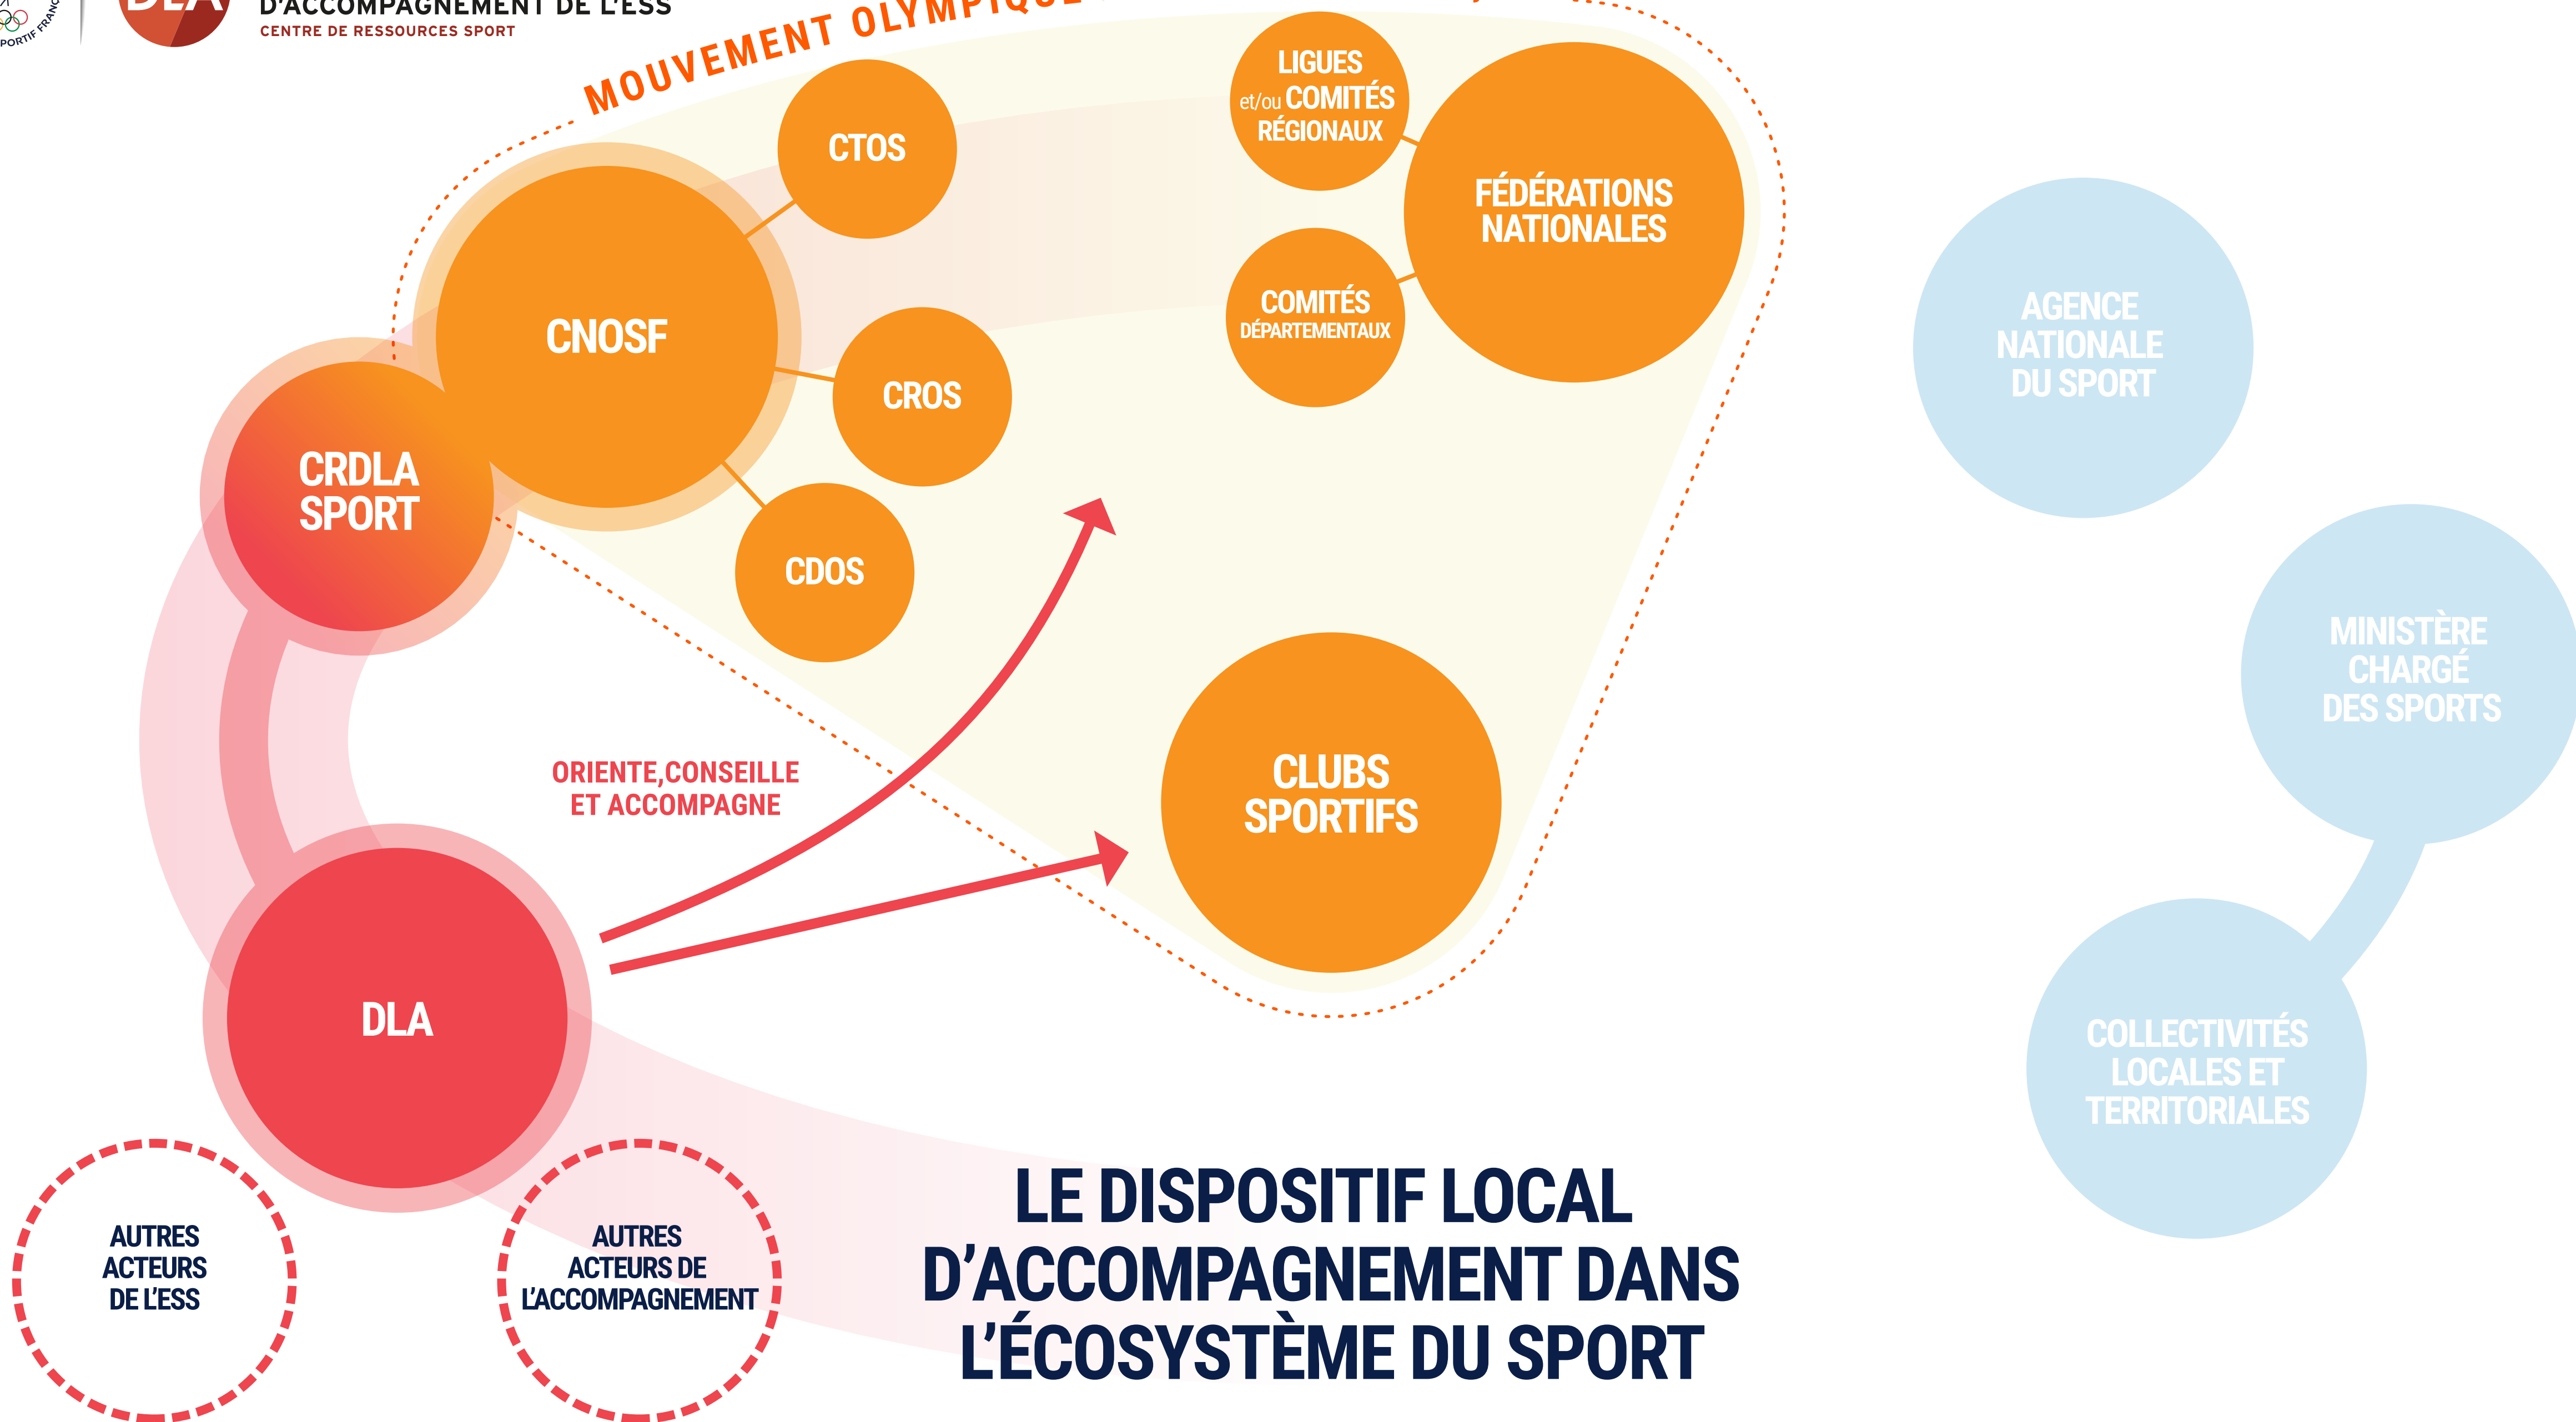 D'ACCOMPAGNEMENT DE L'ESS
CENTRE DE RESSOURCES SPORT
MOUVEMENT OLYMPIQUE
LIGUES
et/ou COMITÉS
RÉGIONAUX
CTOS
FÉDÉRATIONS
NATIONALES
COMITÉS
DÉPARTEMENTAUX
CNOSF
AGENCE
NATIONALE
DU SPORT
CROS
CRDLA
SPORT
CDOS
MINISTÈRE
CHARGÉ
DES SPORTS
ORIENTE,CONSEILLE
ET ACCOMPAGNE
CLUBS
SPORTIFS
DLA
COLLECTIVITÉS
LOCALES ET
TERRITORIALES
AUTRES
ACTEURS
DE L'ESS
AUTRES
ACTEURS DE
L'ACCOMPAGNEMENT
LE DISPOSITIF LOCAL
D'ACCOMPAGNEMENT DANS
L'ÉCOSYSTÈME DU SPORT